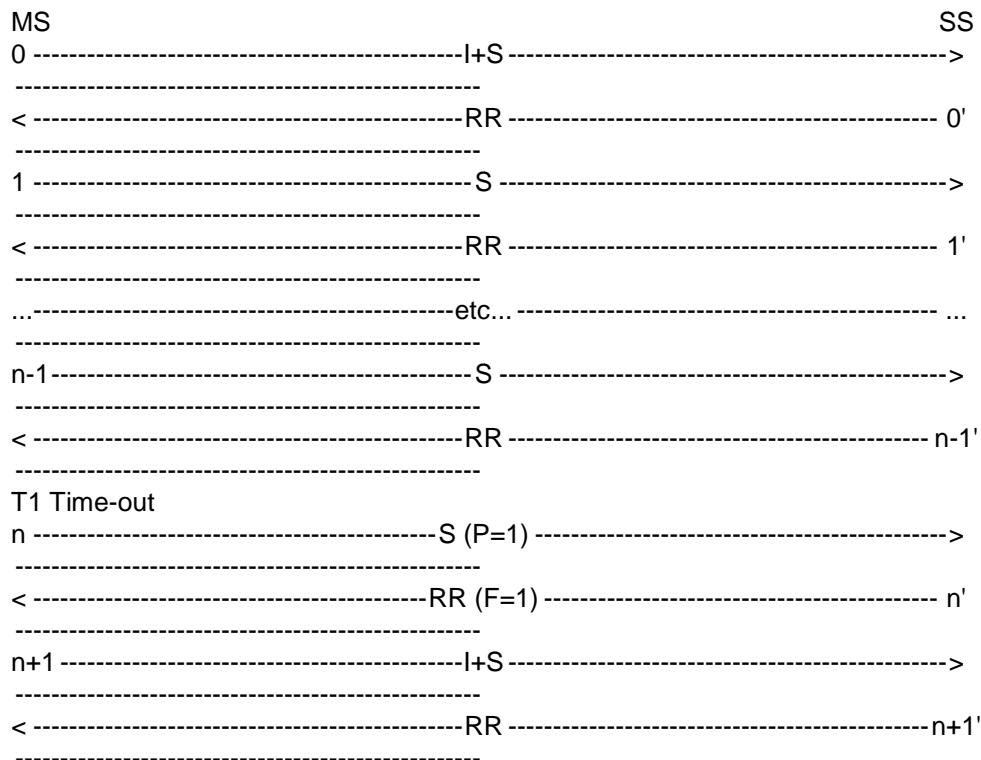 MS SS
0 -----------------------------------------------I+S------------------------------------------------>
----------------------------------------------------
< -----------------------------------------------RR ----------------------------------------------- 0'
----------------------------------------------------
1 ------------------------------------------------S ------------------------------------------------->
----------------------------------------------------
< -----------------------------------------------RR ----------------------------------------------- 1'
----------------------------------------------------
...----------------------------------------------etc... ---------------------------------------------- ...
----------------------------------------------------
n-1----------------------------------------------S ------------------------------------------------->
----------------------------------------------------
< -----------------------------------------------RR ---------------------------------------------- n-1'
----------------------------------------------------
T1 Time-out
n --------------------------------------------S (P=1) --------------------------------------------->
----------------------------------------------------
< -------------------------------------------RR (F=1) -------------------------------------------- n'
----------------------------------------------------
n+1 -----------------------------------------I+S------------------------------------------------>
----------------------------------------------------
< -----------------------------------------------RR ----------------------------------------------n+1'
----------------------------------------------------